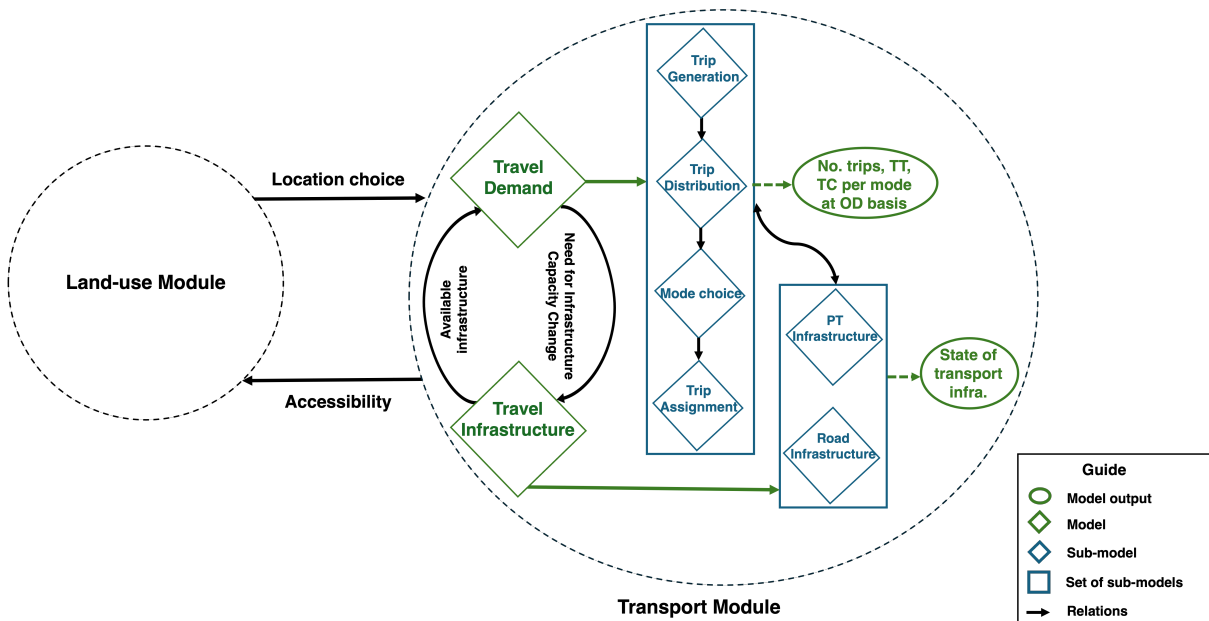 Land-use Module
Location choice
Accessibility
Travel
Demand
Available
infrastructure
Need for Infrastructure
Capacity Change
Travel
Infrastructure
Trip
Generation
Trip
Distribution
Mode choice
Trip
Assignment
No. trips, TT,
TC per mode
at OD basis
PT
Infrastructure
Road
Infrastructure
State of
transport
infra.
Transport Module
Guide
Model output
Model
Sub-model
Set of sub-models
Relations